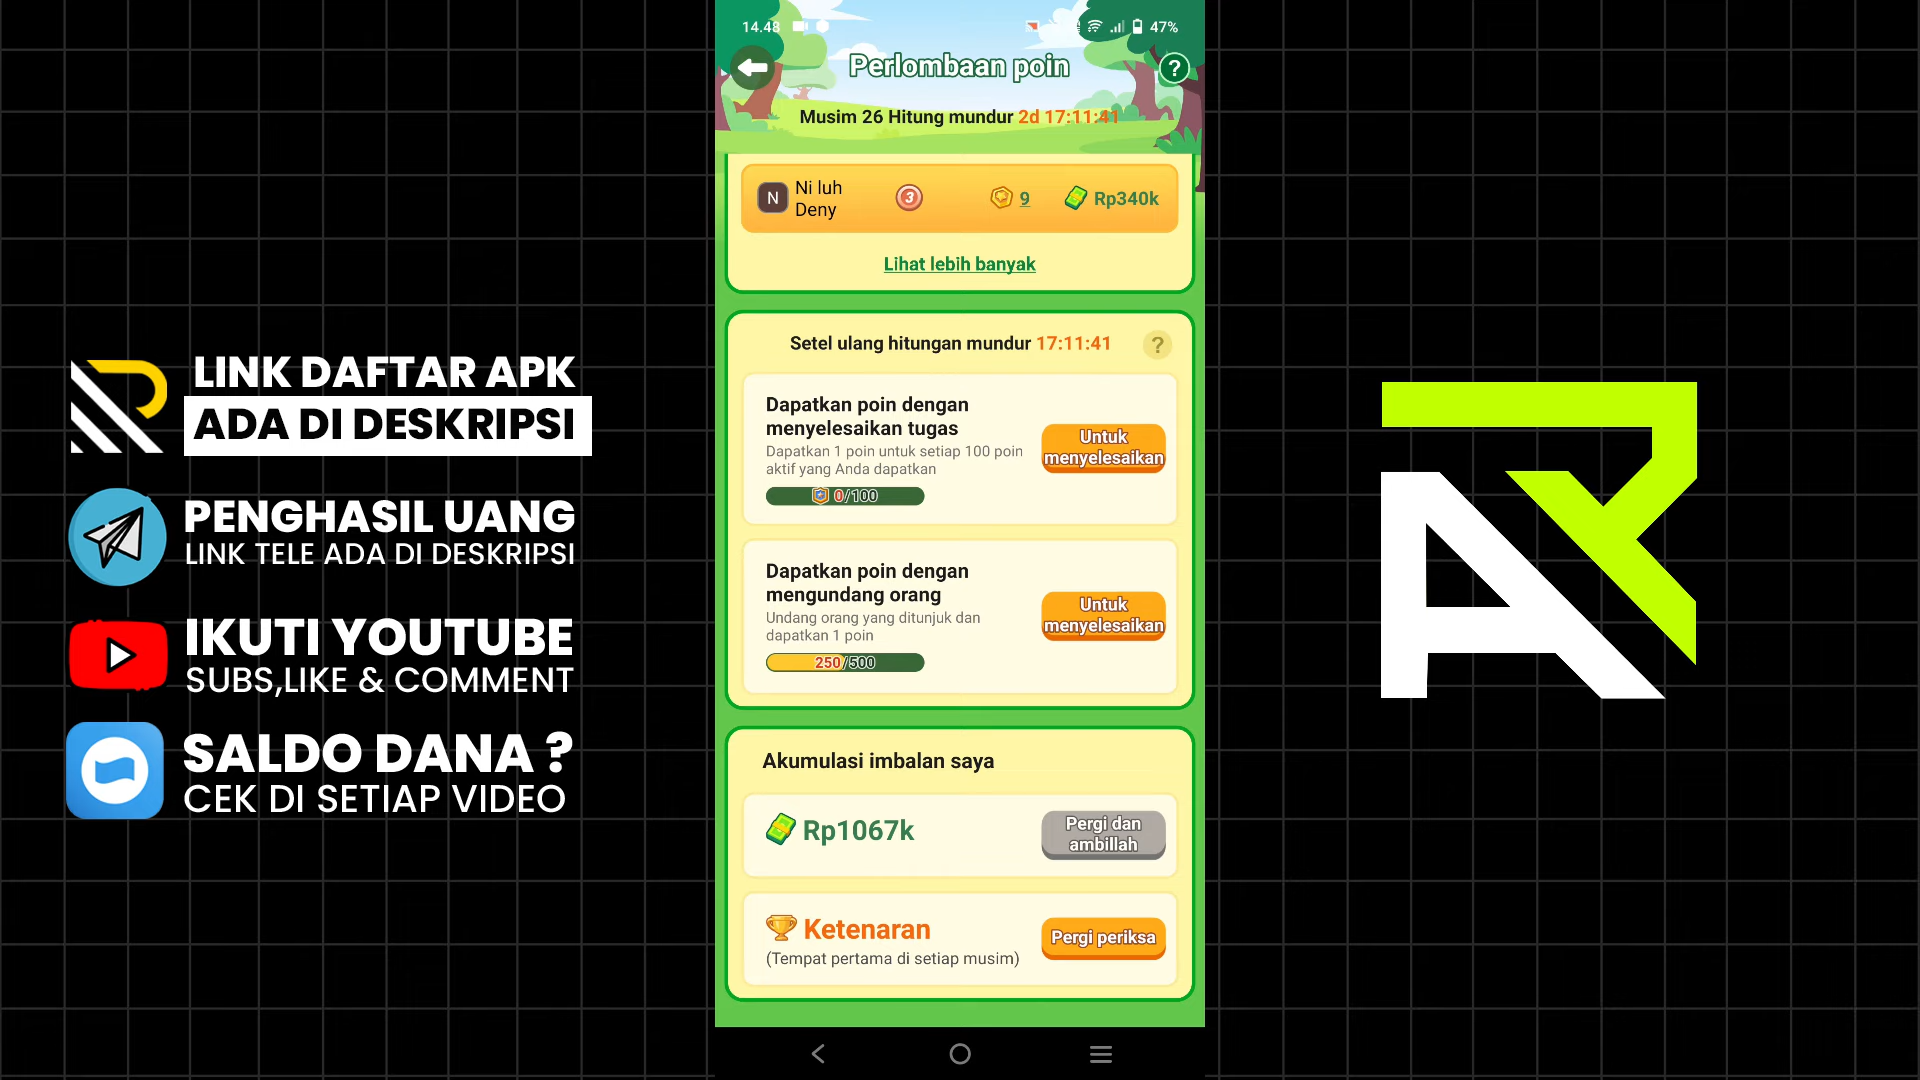 14.48
47%
Perlombaan poin
?
Musim 26 Hitung mundur 2d 17:11:41
N
Ni luh
Deny
3
9
Rp340k
Lihat lebih banyak
Setel ulang hitungan mundur 17:11:41
?
Dapatkan poin dengan
menyelesaikan tugas
Dapatkan 1 poin untuk setiap 100 poin
aktif yang Anda dapatkan
0/100
Untuk
menyelesaikan
Dapatkan poin dengan
mengundang orang
Undang orang yang ditunjuk dan
dapatkan 1 poin
250/500
Untuk
menyelesaikan
Akumulasi imbalan saya
Rp1067k
Pergi dan
ambillah
Ketenaran
(Tempat pertama di setiap musim)
Pergi periksa
LINK DAFTAR APK
ADA DI DESKRIPSI
PENGHASIL UANG
LINK TELE ADA DI DESKRIPSI
IKUTI YOUTUBE
SUBS,LIKE & COMMENT
SALDO DANA ?
CEK DI SETIAP VIDEO